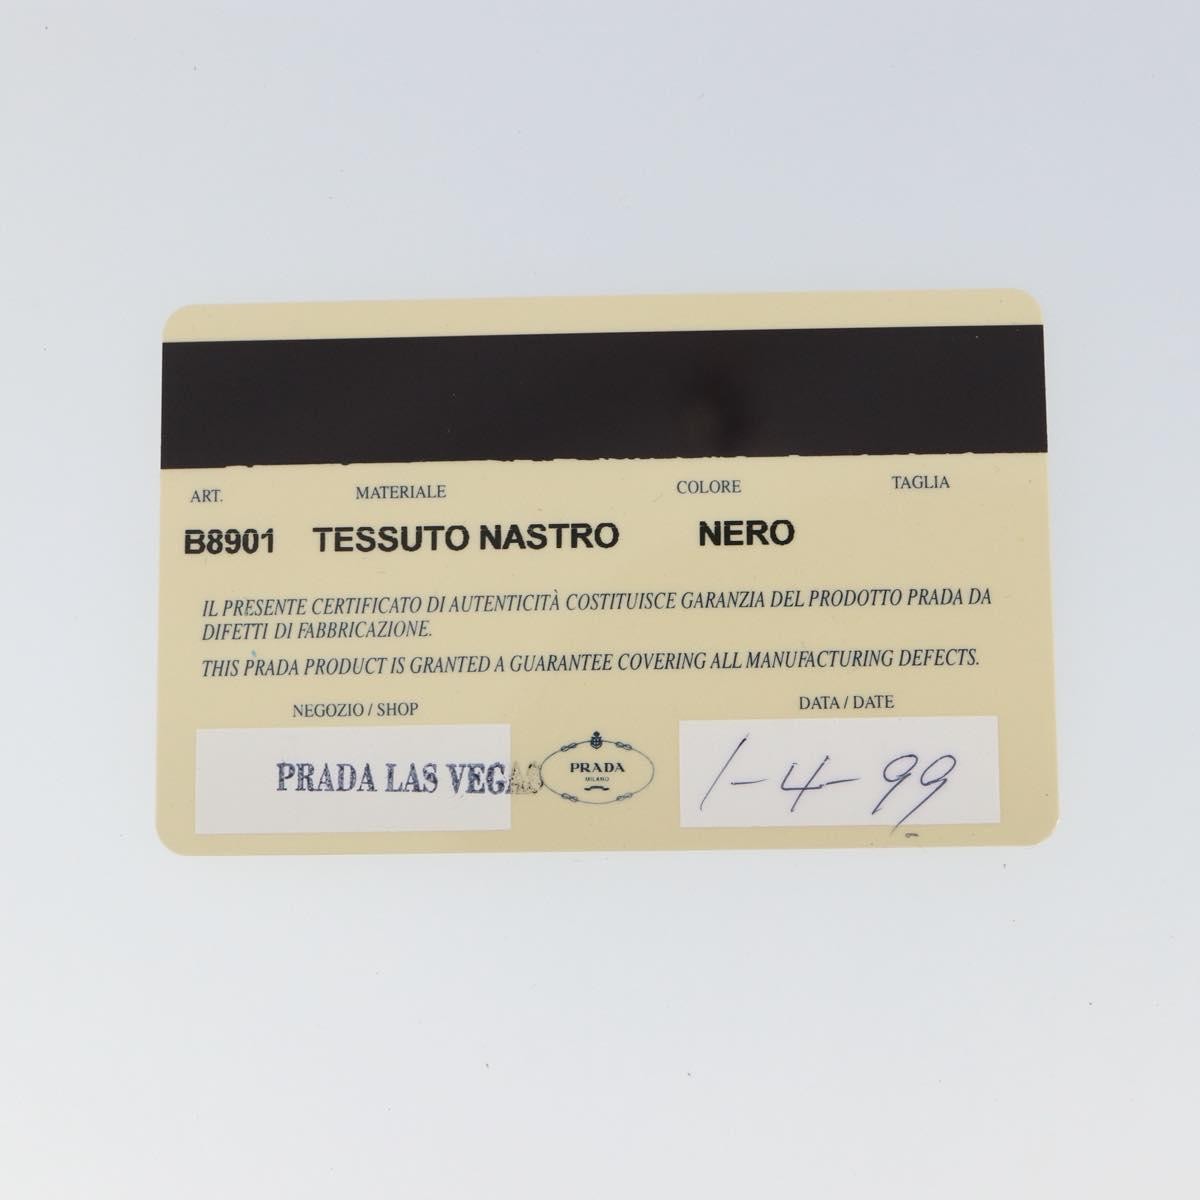 ART. MATERIALE COLORE TAGLIA
B8901 TESSUTO NASTRO NERO
IL PRESENTE CERTIFICATO DI AUTENTICITÀ COSTITUISCE GARANZIA DEL PRODOTTO PRADA DA
DIFETTI DI FABBRICAZIONE.
THIS PRADA PRODUCT IS GRANTED A GUARANTEE COVERING ALL MANUFACTURING DEFECTS.
NEGOZIO / SHOP DATA / DATE
PRADA LAS VEGAS
PRADA
MILANO
1-4-99